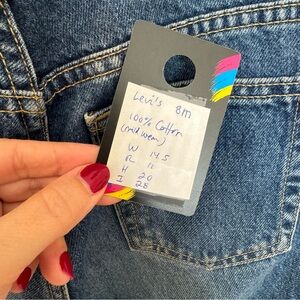 Levi's 8m
100% Cotton
(mid wear)
W 14.5
R 11
H 20
I 28